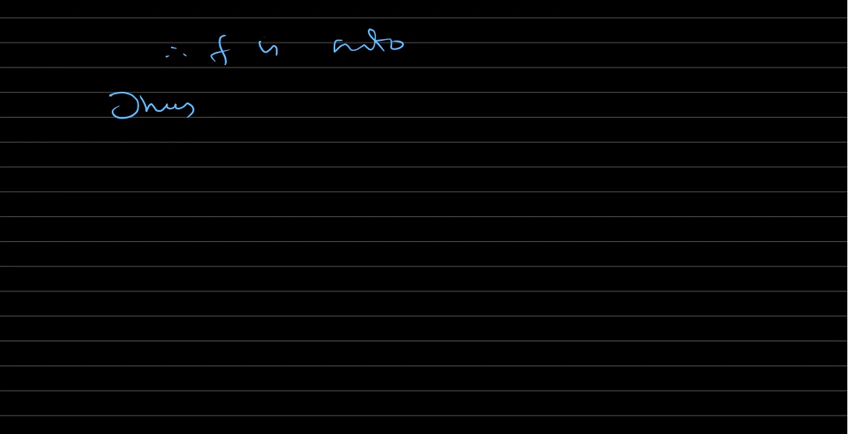 ∴ f is onto
Thus